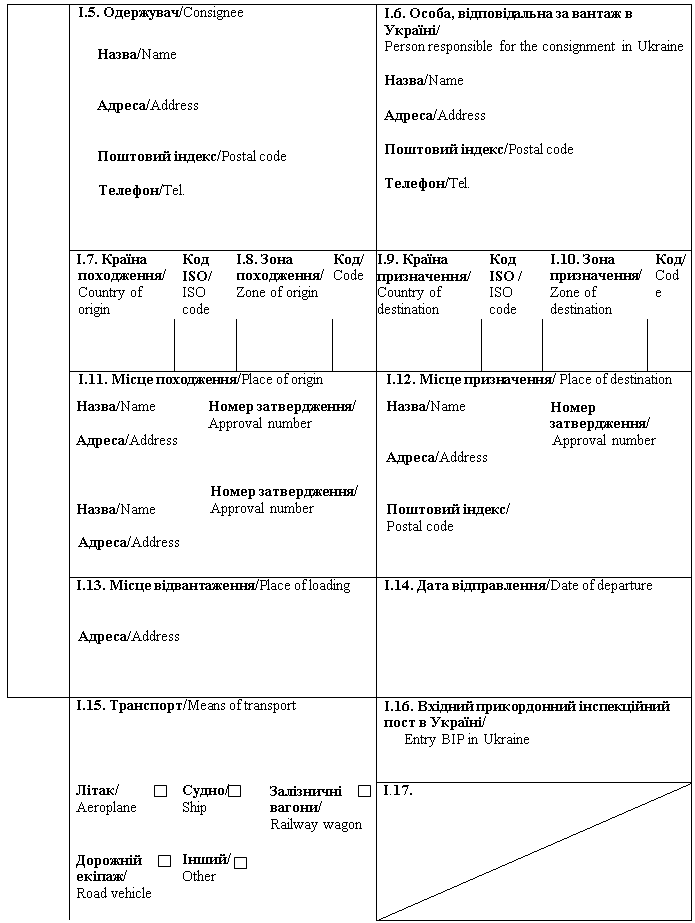 I.5. Одержувач/Consignee
Назва/Name
Адреса/Address
Поштовий індекс/Postal code
Телефон/Tel.
I.6. Особа, відповідальна за вантаж в
Україні/
Person responsible for the consignment in Ukraine
Назва/Name
Адреса/Address
Поштовий індекс/Postal code
Телефон/Tel.
I.7. Країна
походження/
Country of
origin
Код
ISO/
ISO
code
I.8. Зона
походження/
Zone of origin
Код/
Code
I.9. Країна
призначення/
Country of
destination
Код
ISO /
ISO
code
I.10. Зона
призначення/
Zone of
destination
Код/
Cod
e
I.11. Місце походження/Place of origin
Назва/Name
Номер затвердження/
Approval number
Адреса/Address
Номер затвердження/
Назва/Name
Approval number
Адреса/Address
I.12. Місце призначення/ Place of destination
Назва/Name
Номер
затвердження/
Approval number
Адреса/Address
Поштовий індекс/
Postal code
I.13. Місце відвантаження/Place of loading
Адреса/Address
I.14. Дата відправлення/Date of departure
I.15. Транспорт/Means of transport
Літак/
Aeroplane
Судно/
Ship
Залізничні
вагони/
Railway wagon
Дорожній
екіпаж/
Road vehicle
Інший/
Other
I.16. Вхідний прикордонний інспекційний
пост в Україні/
Entry BIP in Ukraine
I.17.